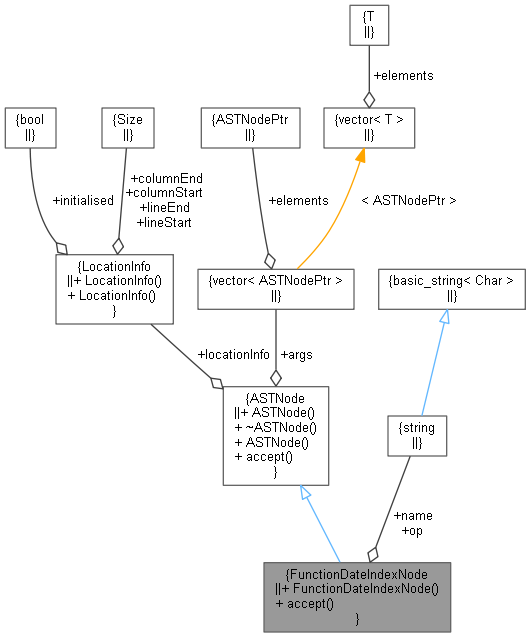 {T
||}
+elements
{bool
||}
{Size
||}
{ASTNodePtr
||}
{vector< T >
||}
+initialised
+columnEnd
+columnStart
+lineEnd
+lineStart
+elements
< ASTNodePtr >
{LocationInfo
||+ LocationInfo()
+ LocationInfo()
}
{vector< ASTNodePtr >
||}
{basic_string< Char >
||}
+locationInfo
+args
{ASTNode
||+ ASTNode()
+ ~ASTNode()
+ ASTNode()
+ accept()
}
{string
||}
+name
+op
{FunctionDateIndexNode
||+ FunctionDateIndexNode()
+ accept()
}